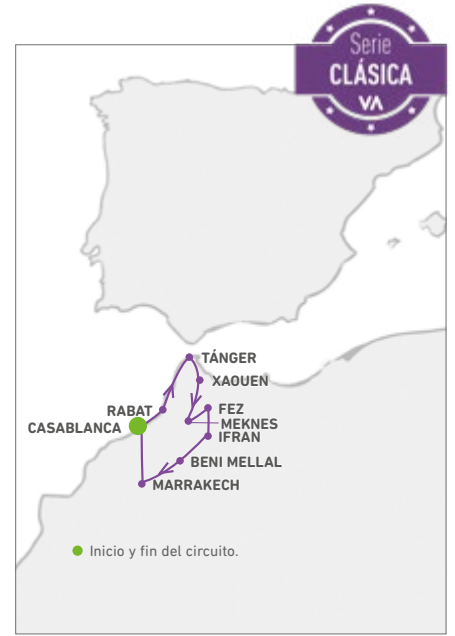 Serie
CLÁSICA
VA
TÁNGER
XAOUEN
RABAT
FEZ
CASABLANCA
MEKNES
IFRAN
BENI MELLAL
MARRAKECH
Inicio y fin del circuito.